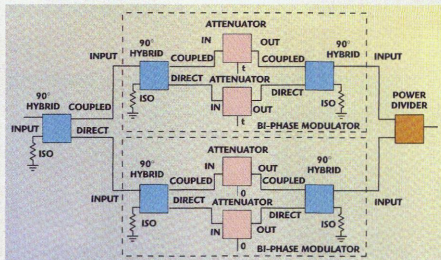 ATTENUATOR
90°
HYBRID
IN
OUT
90°
HYBRID
INPUT
COUPLED
COUPLED
INPUT
DIRECT
t
DIRECT
ATTENUATOR
ISO
IN
OUT
ISO
t
BI-PHASE MODULATOR
90°
HYBRID
COUPLED
INPUT
DIRECT
ISO
POWER
DIVIDER
ATTENUATOR
90°
HYBRID
IN
OUT
90°
HYBRID
COUPLED
COUPLED
INPUT
DIRECT
0
DIRECT
INPUT
ATTENUATOR
ISO
IN
OUT
ISO
0
BI-PHASE MODULATOR